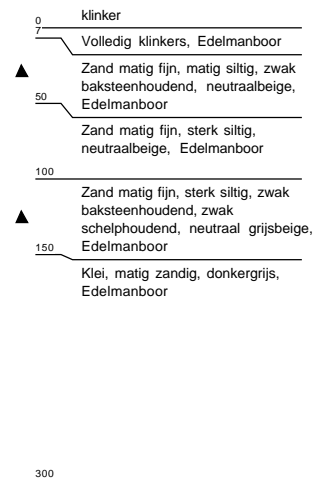 klinker
0
7
Volledig klinkers, Edelmanboor
Zand matig fijn, matig siltig, zwak
baksteenhoudend, neutraalbeige,
Edelmanboor
50
Zand matig fijn, sterk siltig,
neutraalbeige, Edelmanboor
100
Zand matig fijn, sterk siltig, zwak
baksteenhoudend, zwak
schelphoudend, neutraal grijsbeige,
Edelmanboor
150
Klei, matig zandig, donkergrijs,
Edelmanboor
300